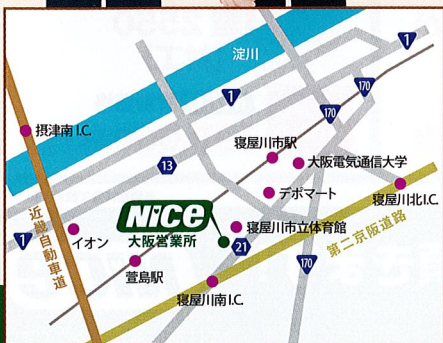 淀川
1
1
170
摂津南I.C.
170
寝屋川市駅
大阪電気通信大学
13
デポマート
寝屋川北I.C.
NiCE
大阪営業所
寝屋川市立体育館
近畿自動車道
1
イオン
21
第二京阪道路
萱島駅
170
寝屋川南I.C.